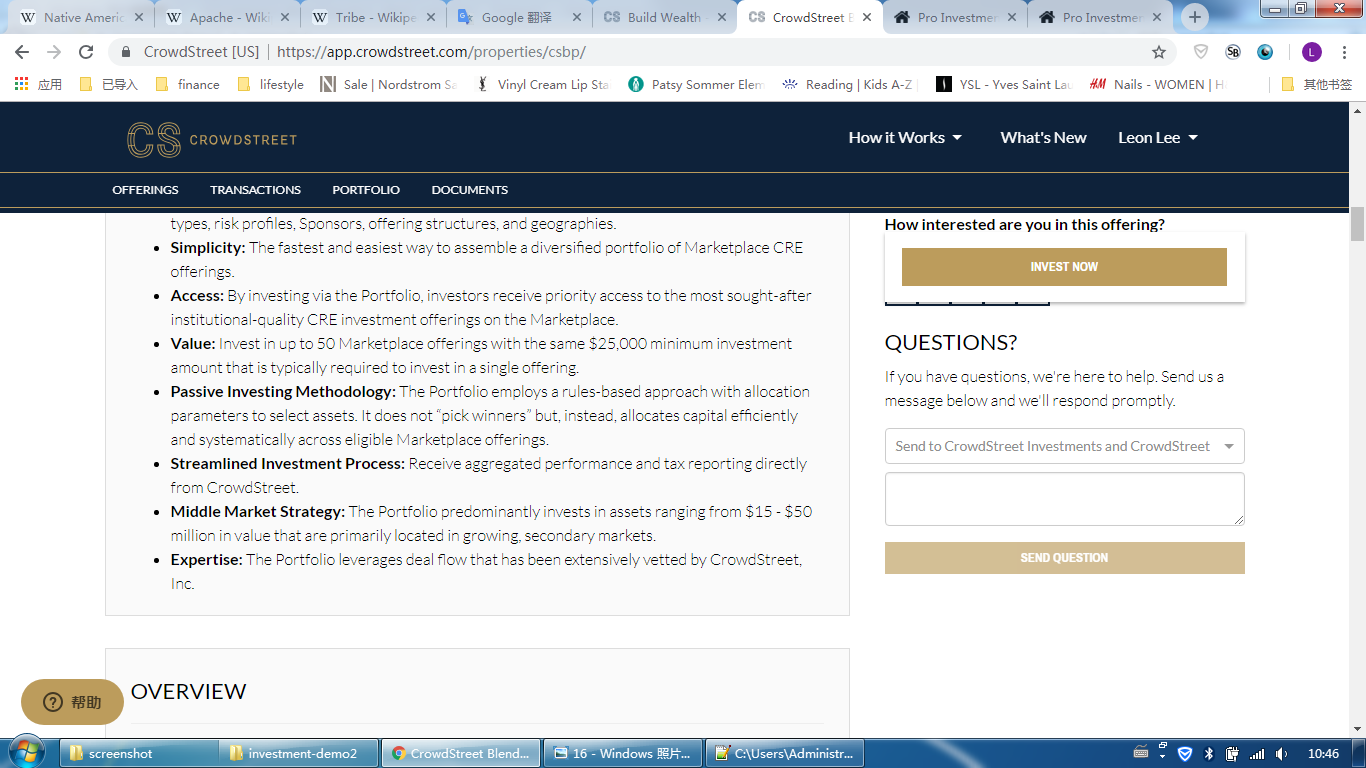 Native Americ
Apache - Wiki
Tribe - Wikipe
Google 翻译
Build Wealth
CrowdStreet B
Pro Investmen
Pro Investmen
CrowdStreet [US] | https://app.crowdstreet.com/properties/csbp/
应用
已导入
finance
lifestyle
Sale | Nordstrom Sa
Vinyl Cream Lip Sta
Patsy Sommer Elem
Reading | Kids A-Z |
YSL - Yves Saint Lau
Nails - WOMEN | H
其他书签
CS CROWDSTREET
How it Works
What's New
Leon Lee
OFFERINGS
TRANSACTIONS
PORTFOLIO
DOCUMENTS
types, risk profiles, Sponsors, offering structures, and geographies.
• Simplicity: The fastest and easiest way to assemble a diversified portfolio of Marketplace CRE
offerings.
• Access: By investing via the Portfolio, investors receive priority access to the most sought-after
institutional-quality CRE investment offerings on the Marketplace.
• Value: Invest in up to 50 Marketplace offerings with the same $25,000 minimum investment
amount that is typically required to invest in a single offering.
• Passive Investing Methodology: The Portfolio employs a rules-based approach with allocation
parameters to select assets. It does not “pick winners” but, instead, allocates capital efficiently
and systematically across eligible Marketplace offerings.
• Streamlined Investment Process: Receive aggregated performance and tax reporting directly
from CrowdStreet.
• Middle Market Strategy: The Portfolio predominantly invests in assets ranging from $15 - $50
million in value that are primarily located in growing, secondary markets.
• Expertise: The Portfolio leverages deal flow that has been extensively vetted by CrowdStreet,
Inc.
OVERVIEW
How interested are you in this offering?
INVEST NOW
QUESTIONS?
If you have questions, we're here to help. Send us a
message below and we'll respond promptly.
Send to CrowdStreet Investments and CrowdStreet
SEND QUESTION
帮助
screenshot
investment-demo2
CrowdStreet Blend...
16 - Windows 照片...
C:\Users\Administr...
10:46